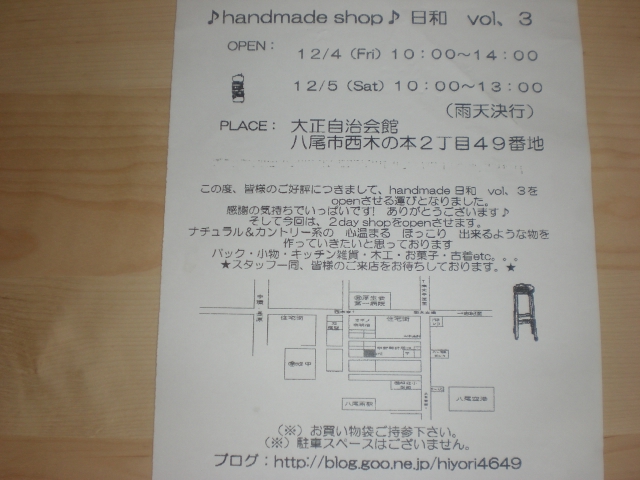 ♪handmade shop♪ 日和 vol、3
OPEN： 12/4 (Fri) 10：00～14：00
12/5 (Sat) 10：00～13：00
（雨天決行）
PLACE： 大正自治会館
八尾市西木の本2丁目49番地
この度、皆様のご好評につきまして、handmade 日和 vol、3を
openさせる運びとなりました。
感謝の気持ちでいっぱいです! ありがとうございます♪
そして今回は、2day shopをopenさせます。
ナチュラル&カントリー系の 心温まる ほっこり 出来るような物を
作っていきたいと思っております
バック・小物・キッチン雑貨・木工・お菓子・古着etc。。。
★スタッフ一同、皆様のご来店をお待ちしております。★
住宅街
住宅街
八尾空港
（※）お買い物袋ご持参下さい。
（※）駐車スペースはございません。
ブログ：http://blog.goo.ne.jp/hiyori4649